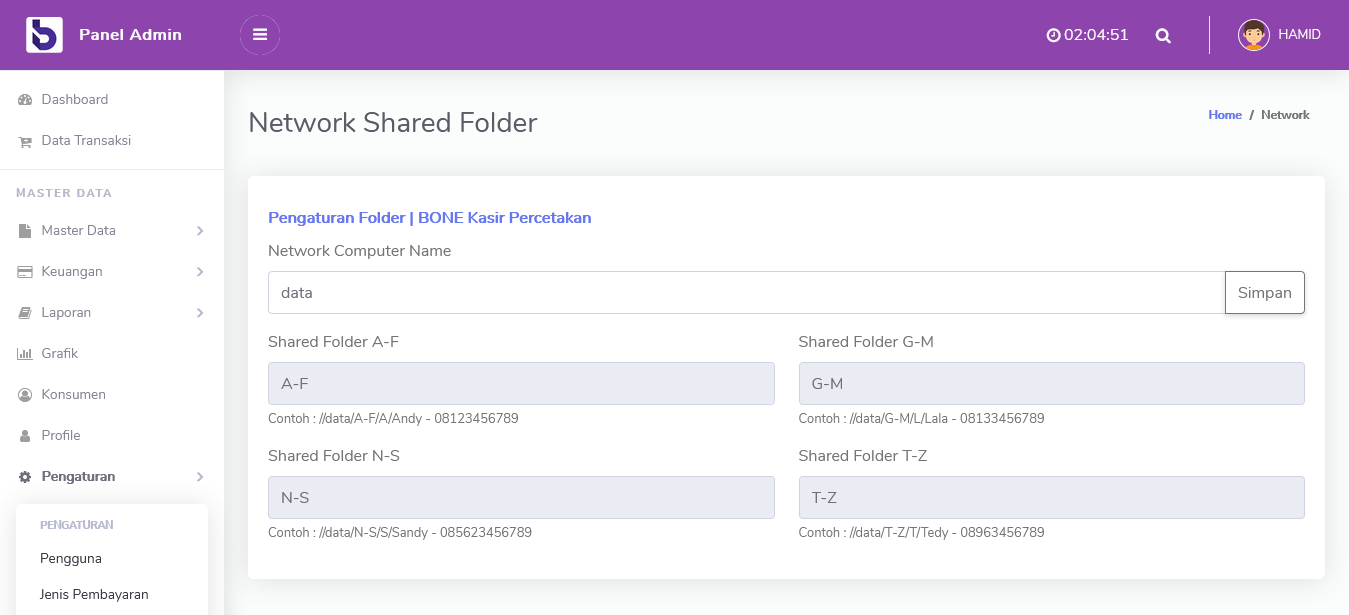 Panel Admin
02:04:51
HAMID
Dashboard
Data Transaksi
MASTER DATA
Master Data
Keuangan
Laporan
Grafik
Konsumen
Profile
Pengaturan
PENGATURAN
Pengguna
Jenis Pembayaran
Network Shared Folder
Home / Network
Pengaturan Folder | BONE Kasir Percetakan
Network Computer Name
data
Simpan
Shared Folder A-F
A-F
Contoh : //data/A-F/A/Andy - 08123456789
Shared Folder G-M
G-M
Contoh : //data/G-M/L/Lala - 08133456789
Shared Folder N-S
N-S
Contoh : //data/N-S/S/Sandy - 085623456789
Shared Folder T-Z
T-Z
Contoh : //data/T-Z/T/Tedy - 08963456789